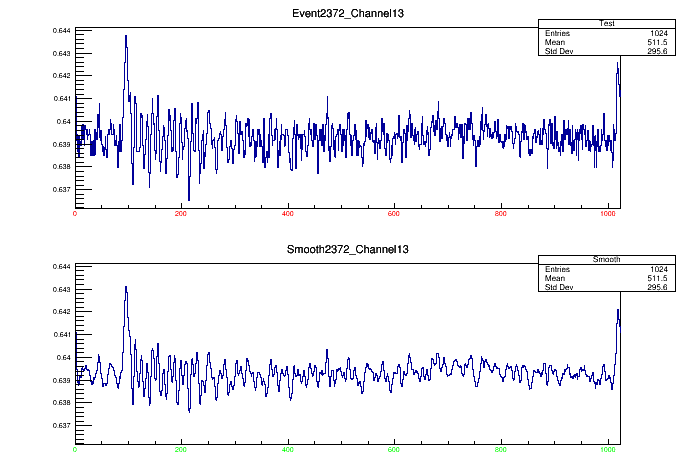 Event2372_Channel13
Test
Entries 1024
Mean 511.5
Std Dev 295.6
0.644
0.643
0.642
0.641
0.64
0.639
0.638
0.637
0 200 400 600 800 1000
Smooth2372_Channel13
Smooth
Entries 1024
Mean 511.5
Std Dev 295.6
0.644
0.643
0.642
0.641
0.64
0.639
0.638
0.637
0 200 400 600 800 1000